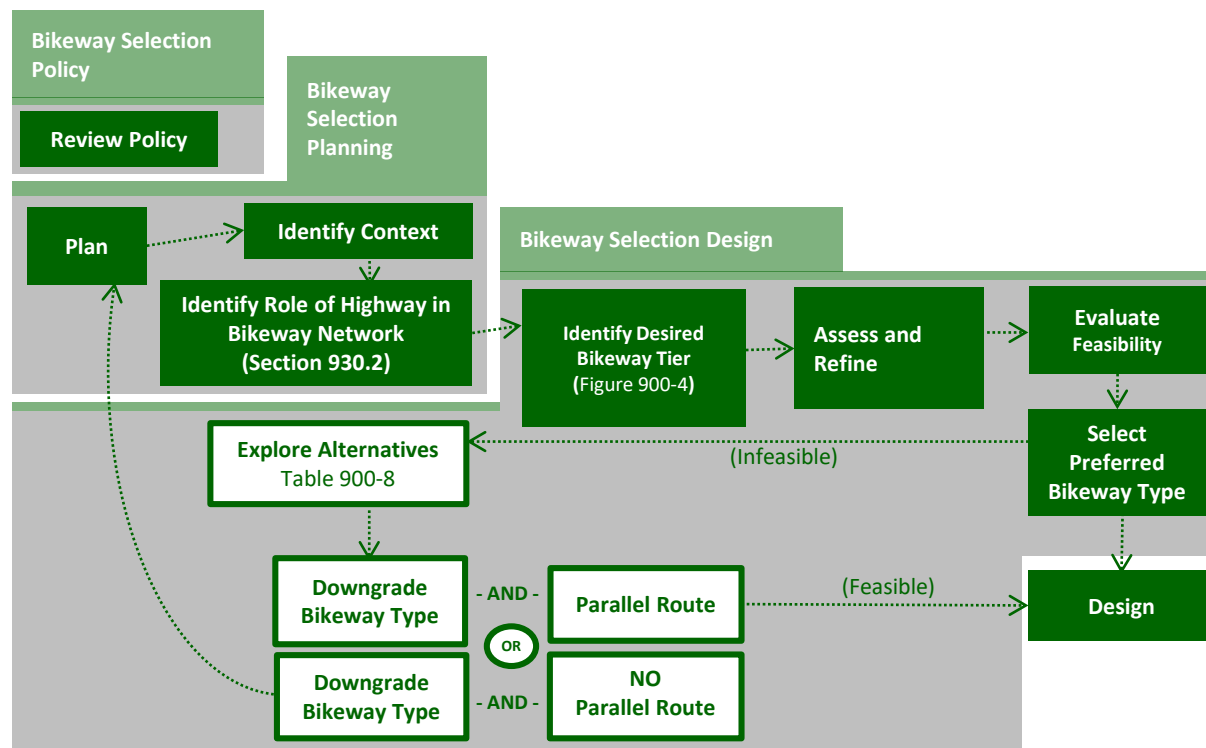 Bikeway Selection
Policy
Review Policy
Bikeway
Selection
Planning
Plan
Identify Context
Identify Role of Highway in
Bikeway Network
(Section 930.2)
Bikeway Selection Design
Identify Desired
Bikeway Tier
(Figure 900-4)
Assess and
Refine
Evaluate
Feasibility
Select
Preferred
Bikeway Type
(Infeasible)
Explore Alternatives
Table 900-8
Downgrade
Bikeway Type
- AND -
Parallel Route
(Feasible)
Design
OR
Downgrade
Bikeway Type
- AND -
NO
Parallel Route